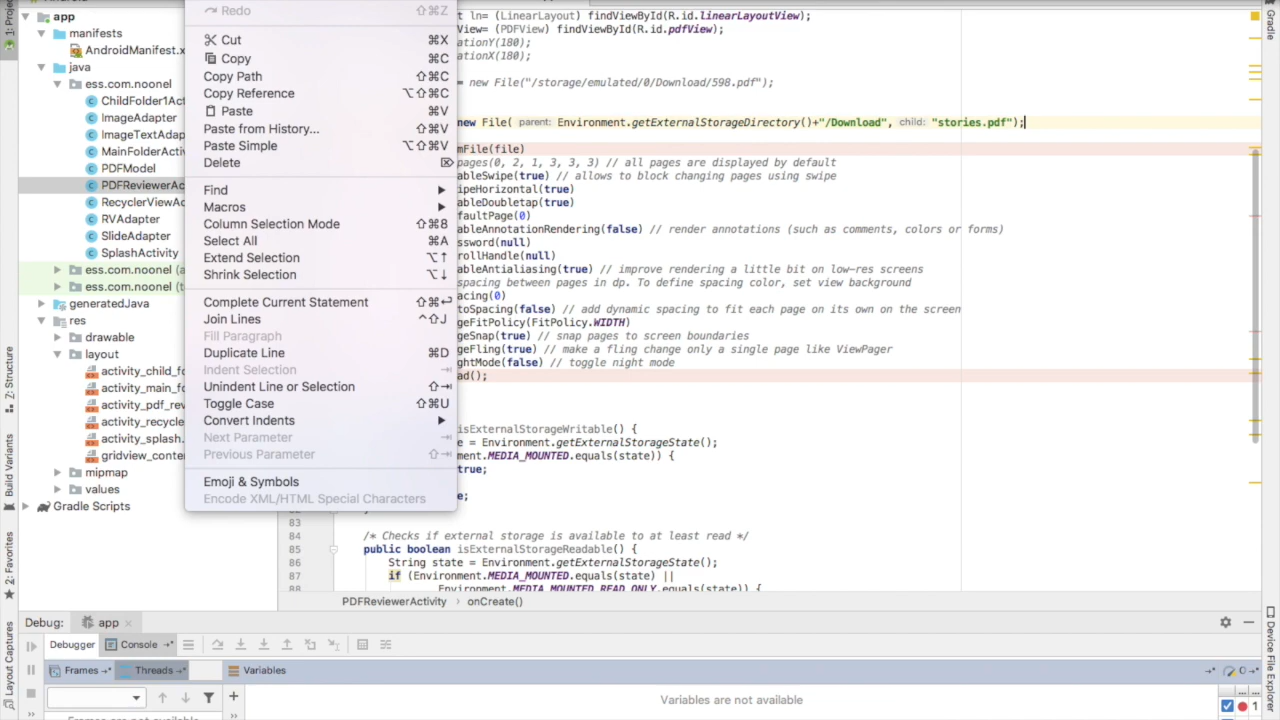 app
manifests
AndroidManifest.x
java
ess.com.noonel
ChildFolder1Act
ImageAdapter
ImageTextAdap
MainFolderActiv
PDFModel
PDFReviewerAc
RecyclerViewAc
RVAdapter
SlideAdapter
SplashActivity
ess.com.noonel (a
ess.com.noonel (t
generatedJava
res
drawable
layout
activity_child_fo
activity_main_fo
activity_pdf_rev
activity_recycle
activity_splash.
gridview_conte
mipmap
values
Gradle Scripts
Redo ⇧⌘Z
Cut ⌘X
Copy ⌘C
Copy Path ⇧⌘C
Copy Reference ⌥⇧⌘C
Paste ⌘V
Paste from History... ⇧⌘V
Paste Simple ⌥⇧⌘V
Delete ⌦
Find
Macros
Column Selection Mode ⇧⌘8
Select All ⌘A
Extend Selection ⌥↑
Shrink Selection ⌥↓
Complete Current Statement ⇧⌘↩
Join Lines ^⇧J
Fill Paragraph
Duplicate Line ⌘D
Indent Selection ⇥
Unindent Line or Selection ⇧⇥
Toggle Case ⇧⌘U
Convert Indents
Next Parameter ⇥
Previous Parameter ⇧⇥
Emoji & Symbols
Encode XML/HTML Special Characters
t ln= (LinearLayout) findViewById(R.id.linearLayoutView);
View= (PDFView) findViewById(R.id.pdfView);
ationY(180);
ationX(180);
= new File("/storage/emulated/0/Download/598.pdf");
new File( parent: Environment.getExternalStorageDirectory()+"/Download", child: "stories.pdf");
mFile(file)
pages(0, 2, 1, 3, 3, 3) // all pages are displayed by default
ableSwipe(true) // allows to block changing pages using swipe
ipeHorizontal(true)
ableDoubletap(true)
faultPage(0)
ableAnnotationRendering(false) // render annotations (such as comments, colors or forms)
ssword(null)
rollHandle(null)
ableAntialiasing(true) // improve rendering a little bit on low-res screens
spacing between pages in dp. To define spacing color, set view background
acing(0)
toSpacing(false) // add dynamic spacing to fit each page on its own on the screen
geFitPolicy(FitPolicy.WIDTH)
geSnap(true) // snap pages to screen boundaries
geFling(true) // make a fling change only a single page like ViewPager
ghtMode(false) // toggle night mode
ad();
isExternalStorageWritable() {
e = Environment.getExternalStorageState();
ment.MEDIA_MOUNTED.equals(state)) {
true;
e;
83
84 /* Checks if external storage is available to at least read */
85 public boolean isExternalStorageReadable() {
86 String state = Environment.getExternalStorageState();
87 if (Environment.MEDIA_MOUNTED.equals(state) ||
88 Environment.MEDIA_MOUNTED_READ_ONLY.equals(state)) {
PDFReviewerActivity › onCreate()
Debug: app ×
Debugger Console
Frames Threads Variables
Variables are not available
Frames are not available
1
1: Projec
Z: Structure
Build Variants
2: Favorites
Layout Captures
Gradle
Device File Explorer